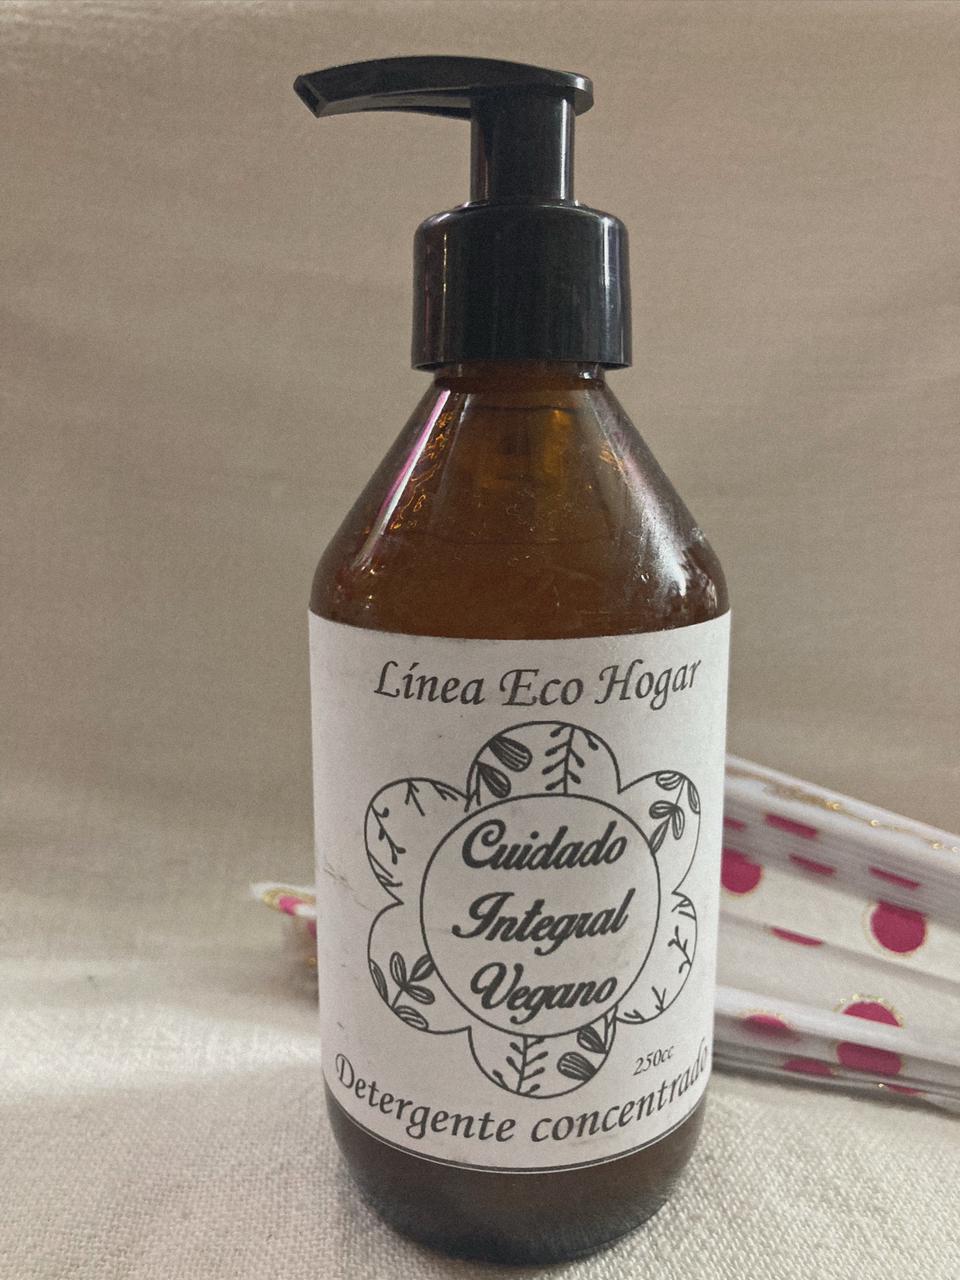 Línea Eco Hogar
Cuidado
Integral
Vegano
250cc
Detergente concentrado